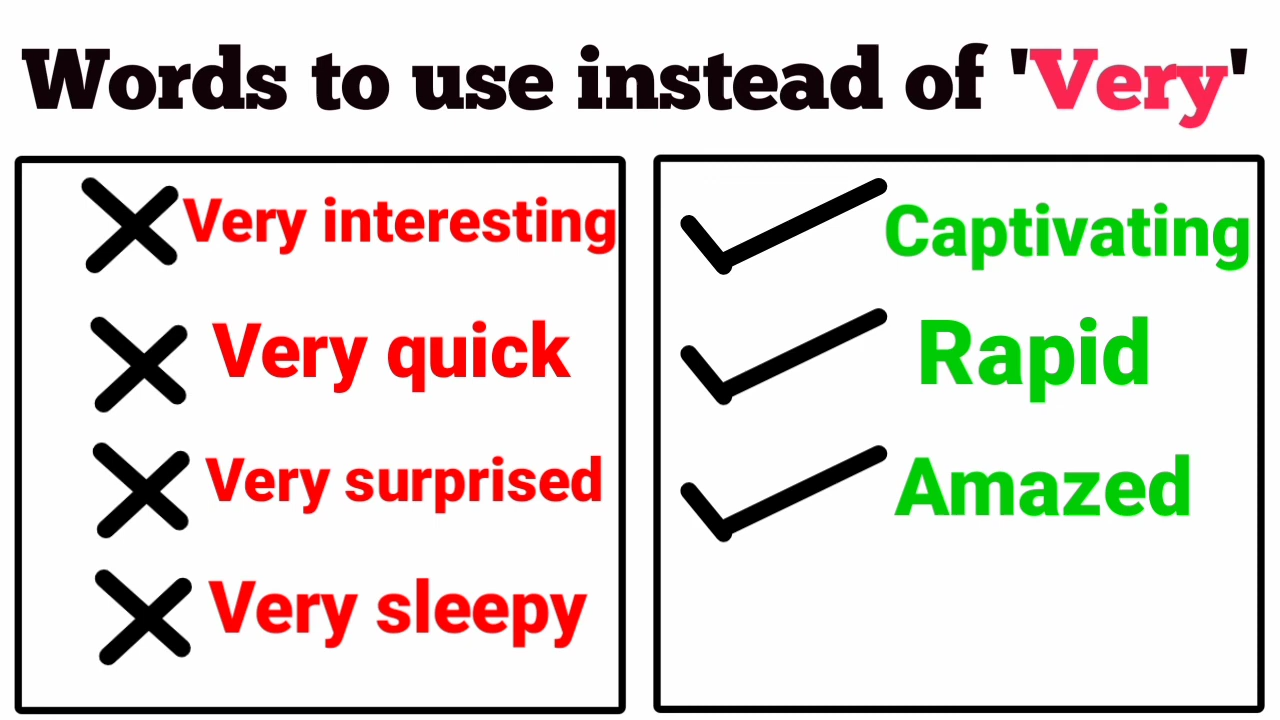 Words to use instead of 'Very'
Very interesting
Captivating
Very quick
Rapid
Very surprised
Amazed
Very sleepy